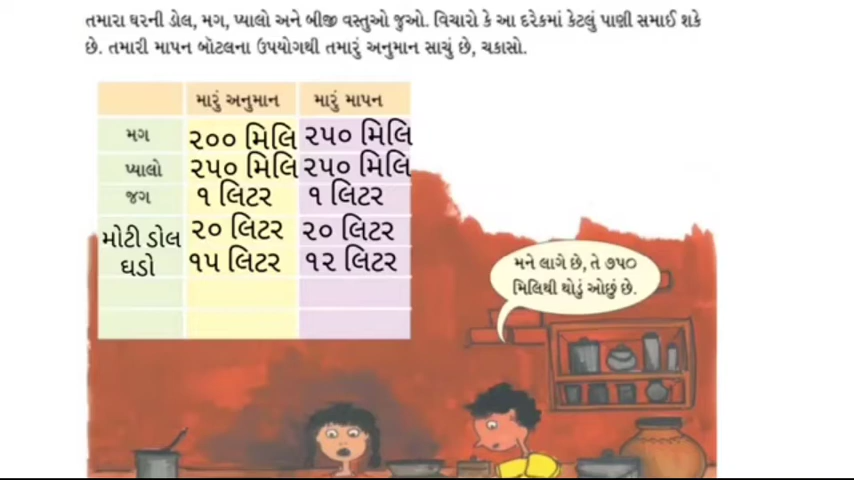 તમારા ઘરની ડોલ, મગ, પ્યાલો અને બીજી વસ્તુઓ જુઓ. વિચારો કે આ દરેકમાં કેટલું પાણી સમાઈ શકે
છે. તમારી માપન બૉટલના ઉપયોગથી તમારું અનુમાન સાચું છે, ચકાસો.
મારું અનુમાન મારું માપન
મગ ૨૦૦ મિલિ ૨૫૦ મિલિ
પ્યાલો ૨૫૦ મિલિ ૨૫૦ મિલિ
જગ ૧ લિટર ૧ લિટર
મોટી ડોલ ૨૦ લિટર ૨૦ લિટર
ઘડો ૧૫ લિટર ૧૨ લિટર
મને લાગે છે, તે ૭૫૦
મિલિથી થોડું ઓછું છે.